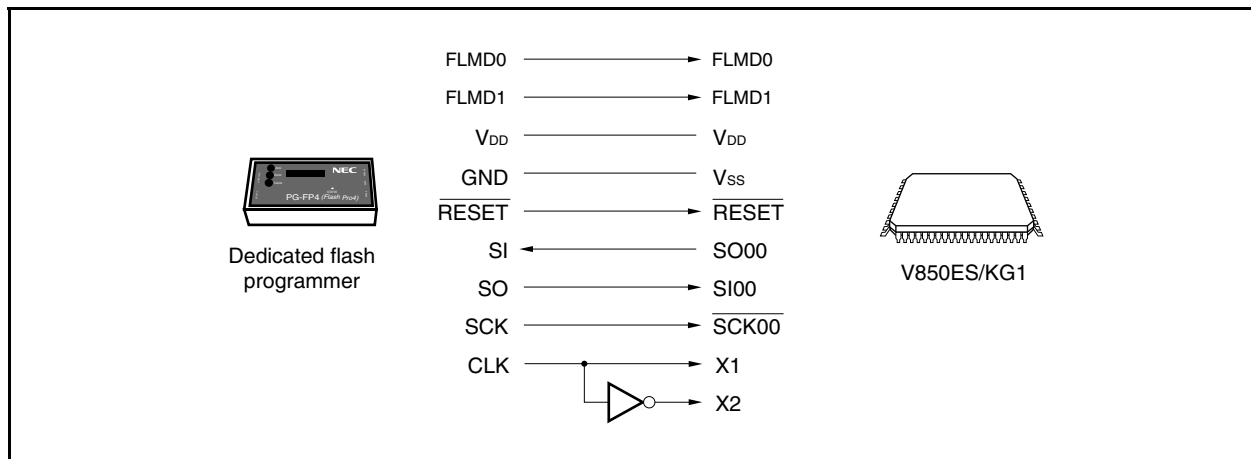 FLMD0 FLMD0
FLMD1 FLMD1
VDD VDD
GND VSS
RESET RESET
SI SO00
SO SI00
SCK SCK00
CLK X1
X2
NEC
PG-FP4 (Flash Pro4)
Dedicated flash
programmer
V850ES/KG1